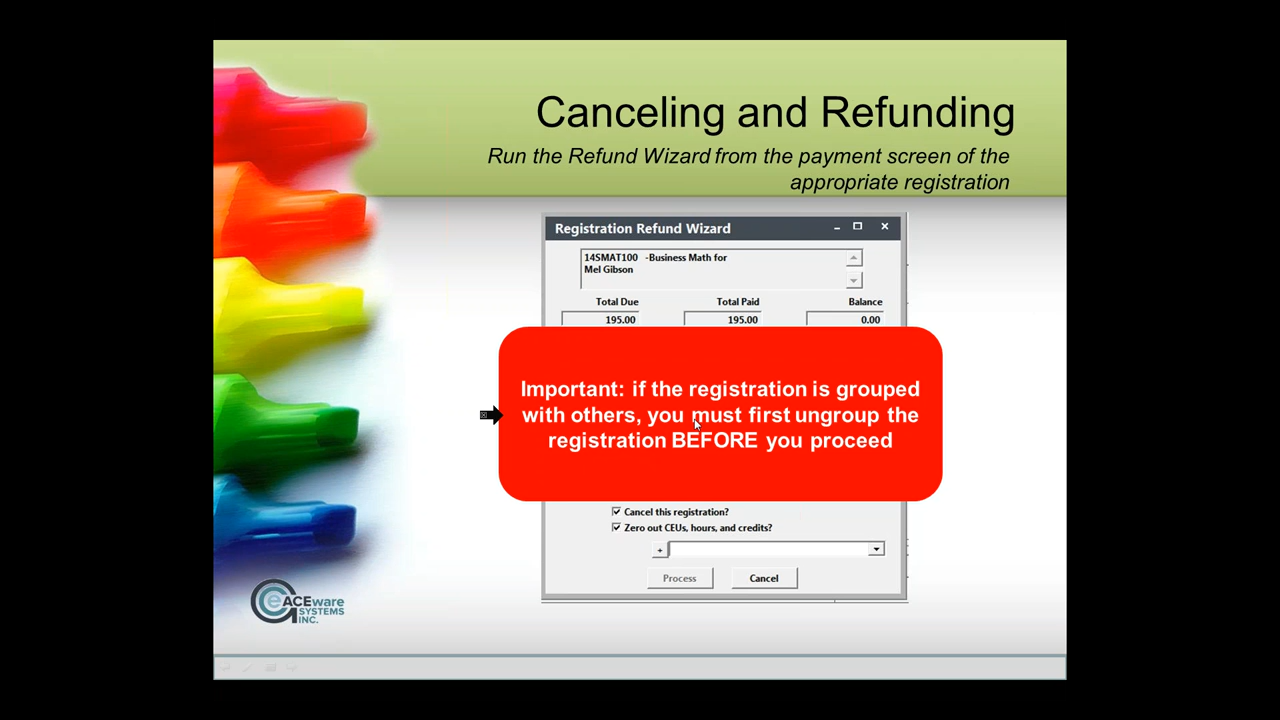 Canceling and Refunding
Run the Refund Wizard from the payment screen of the
appropriate registration
Registration Refund Wizard
14SMAT100 -Business Math for
Mel Gibson
Total Due Total Paid Balance
195.00 195.00 0.00
Important: if the registration is grouped
with others, you must first ungroup the
registration BEFORE you proceed
Cancel this registration?
Zero out CEUs, hours, and credits?
+
Process Cancel
ACEware
SYSTEMS
INC.